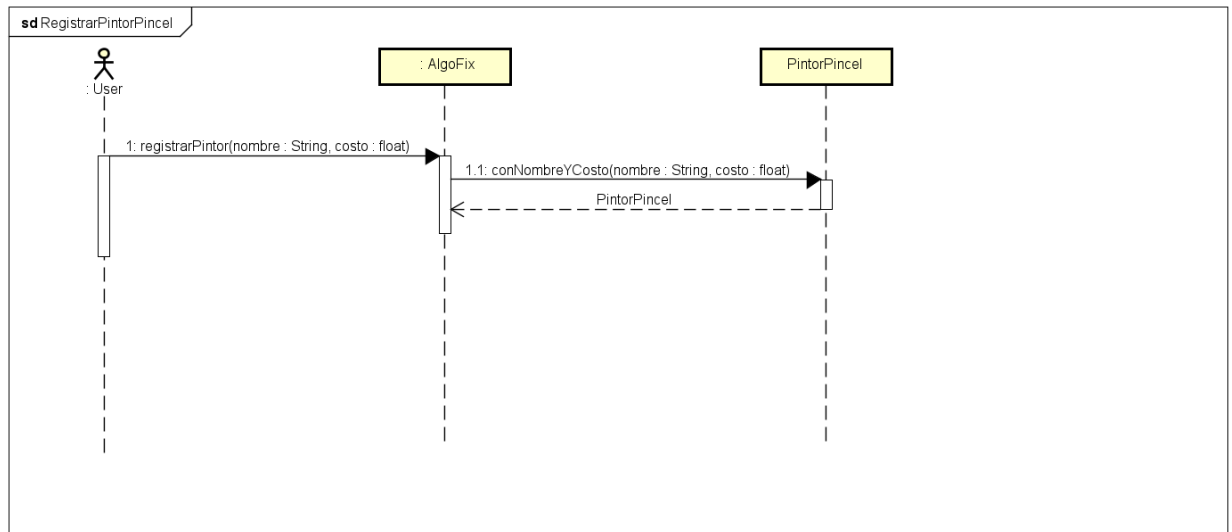 sd RegistrarPintorPincel
: User
: AlgoFix
PintorPincel
1: registrarPintor(nombre : String, costo : float)
1.1: conNombreYCosto(nombre : String, costo : float)
PintorPincel